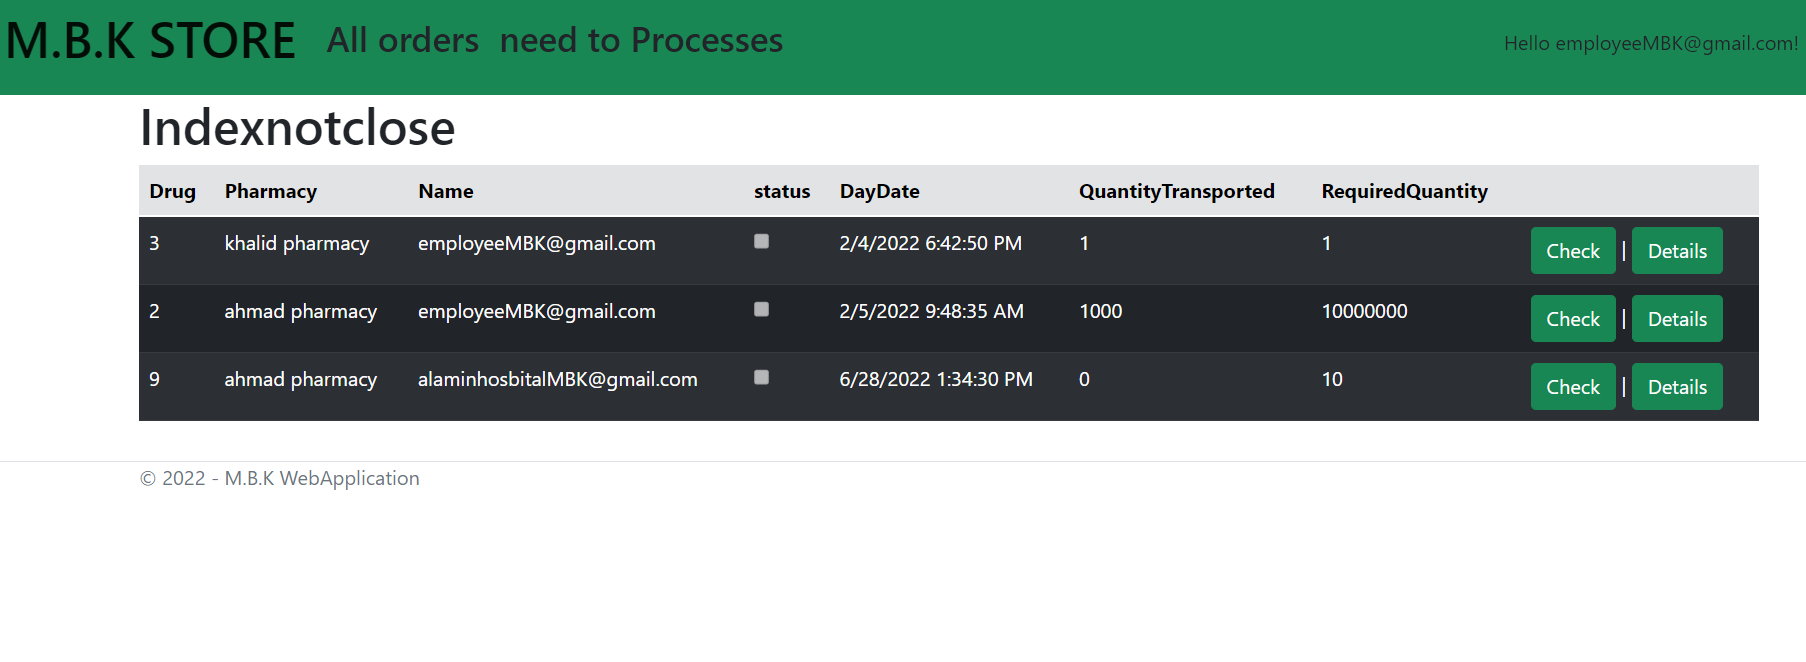 M.B.K STORE All orders need to Processes Hello employeeMBK@gmail.com!
Indexnotclose
Drug Pharmacy Name status DayDate QuantityTransported RequiredQuantity
3 khalid pharmacy employeeMBK@gmail.com 2/4/2022 6:42:50 PM 1 1 Check | Details
2 ahmad pharmacy employeeMBK@gmail.com 2/5/2022 9:48:35 AM 1000 10000000 Check | Details
9 ahmad pharmacy alaminhosbitalMBK@gmail.com 6/28/2022 1:34:30 PM 0 10 Check | Details
© 2022 - M.B.K WebApplication